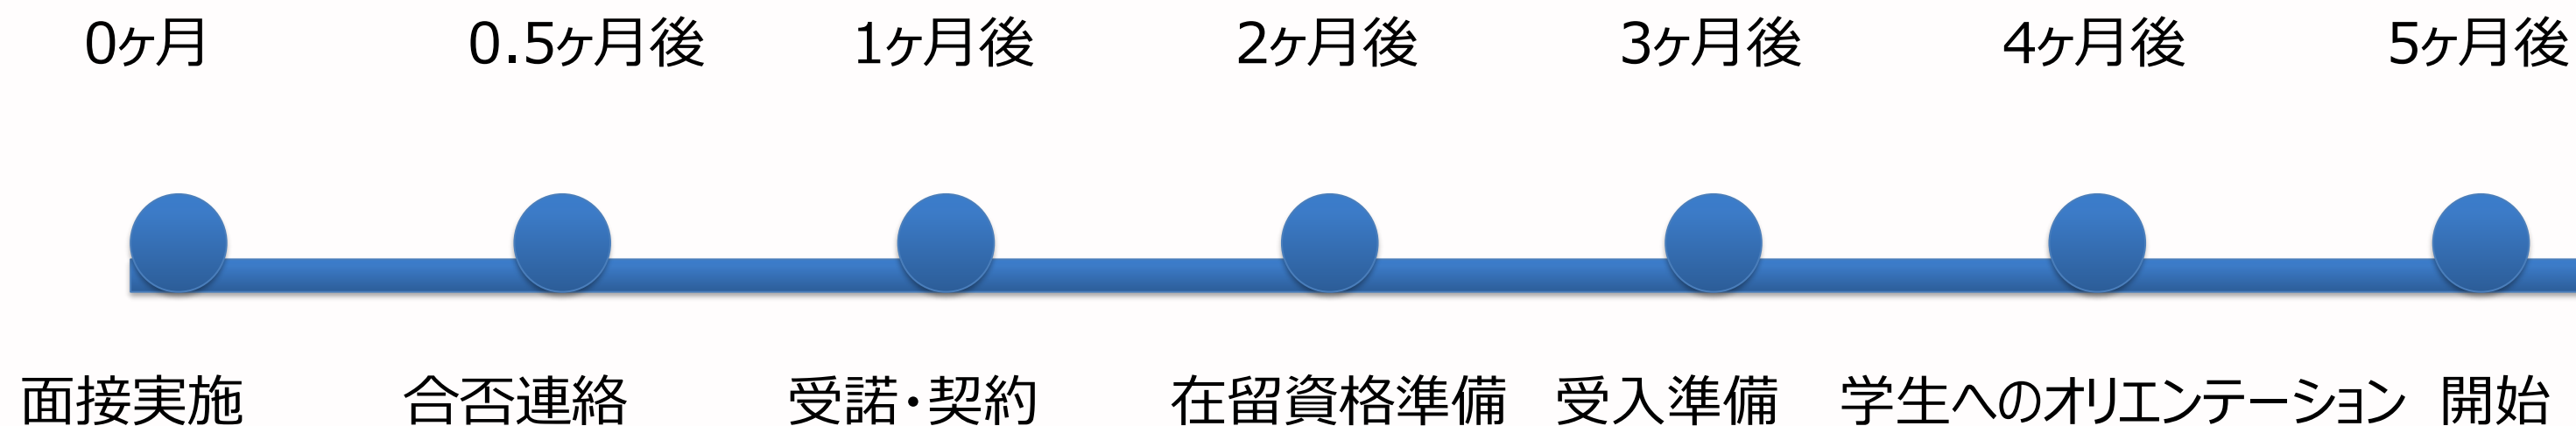 0ヶ月 0.5ヶ月後 1ヶ月後 2ヶ月後 3ヶ月後 4ヶ月後 5ヶ月後
面接実施 合否連絡 受諾・契約 在留資格準備 受入準備 学生へのオリエンテーション 開始